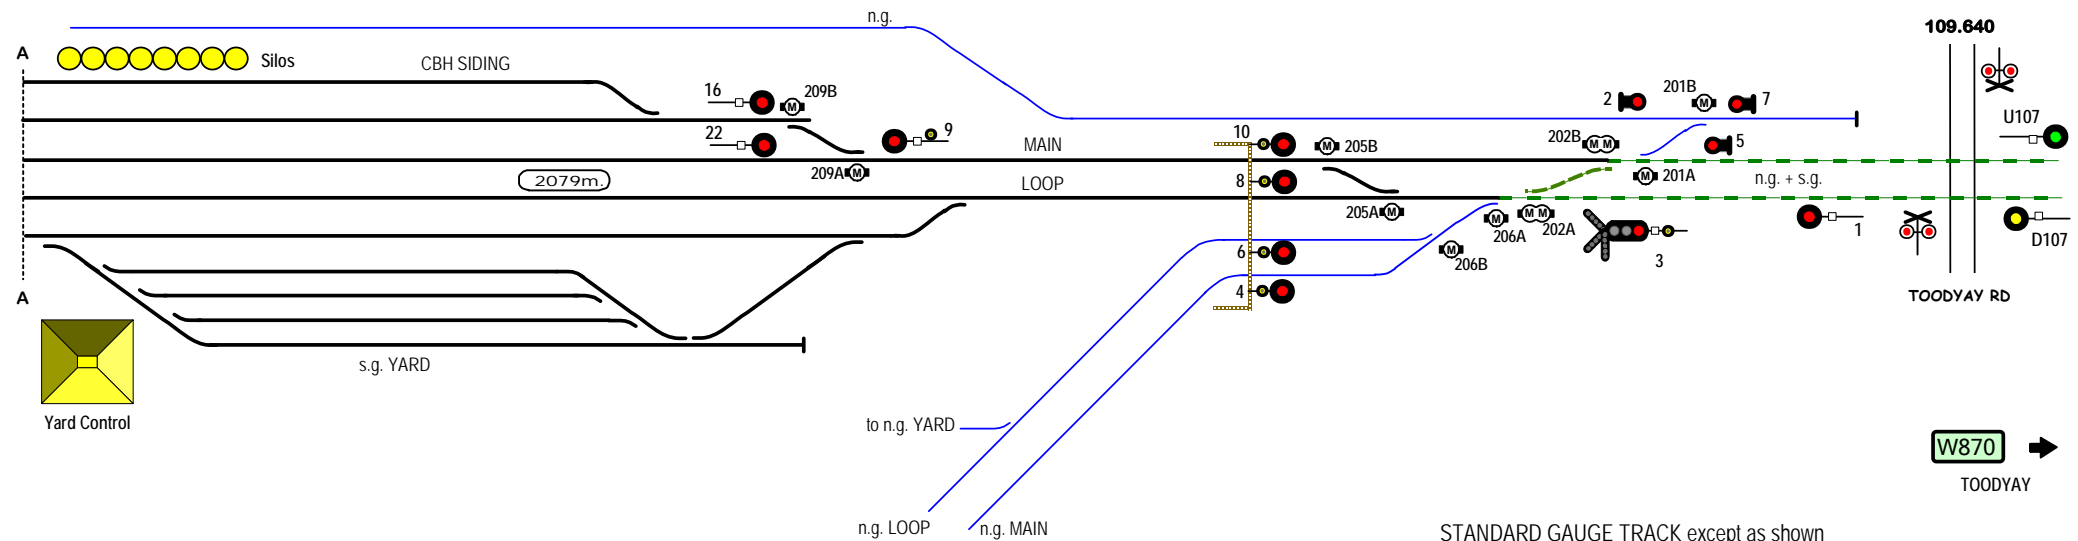 n.g.
109.640
A
Silos
CBH SIDING
16
M
209B
2
201B
M
7
U107
22
9
MAIN
10
M
205B
202B
M M
5
209A
M
2079m.
LOOP
8
M
201A
n.g. + s.g.
205A
M
M
206A
M M
202A
3
1
D107
6
M
206B
4
A
TOODYAY RD
s.g. YARD
Yard Control
to n.g. YARD
W870
TOODYAY
n.g. LOOP
n.g. MAIN
STANDARD GAUGE TRACK except as shown